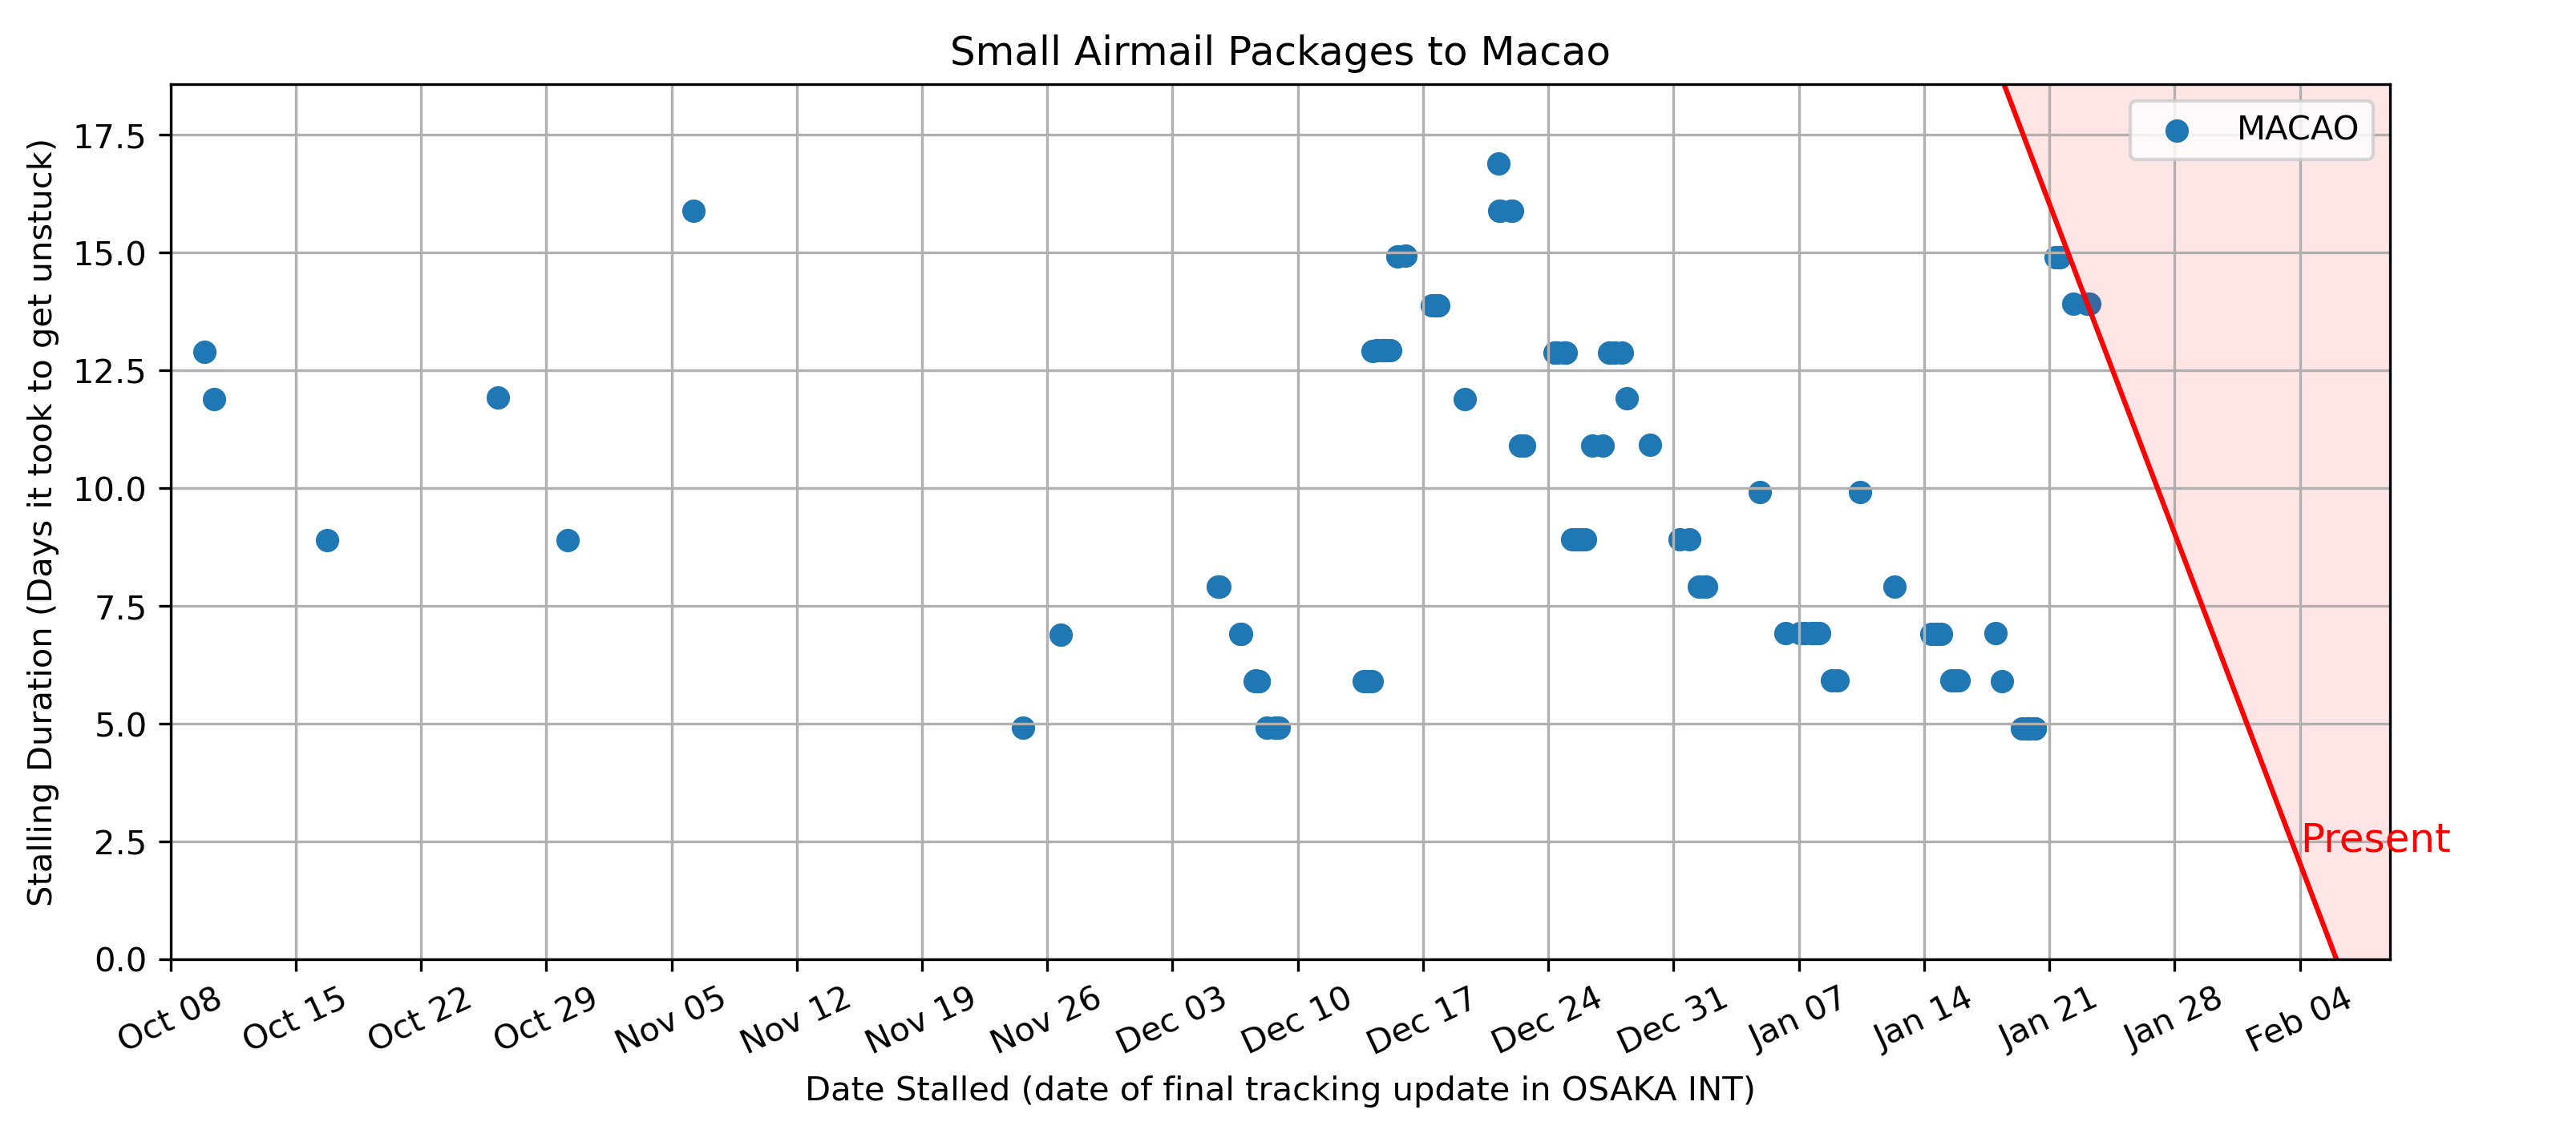 Small Airmail Packages to Macao
MACAO
Stalling Duration (Days it took to get unstuck)
17.5
15.0
12.5
10.0
7.5
5.0
2.5
0.0
Present
Oct 08
Oct 15
Oct 22
Oct 29
Nov 05
Nov 12
Nov 19
Nov 26
Dec 03
Dec 10
Dec 17
Dec 24
Dec 31
Jan 07
Jan 14
Jan 21
Jan 28
Feb 04
Date Stalled (date of final tracking update in OSAKA INT)